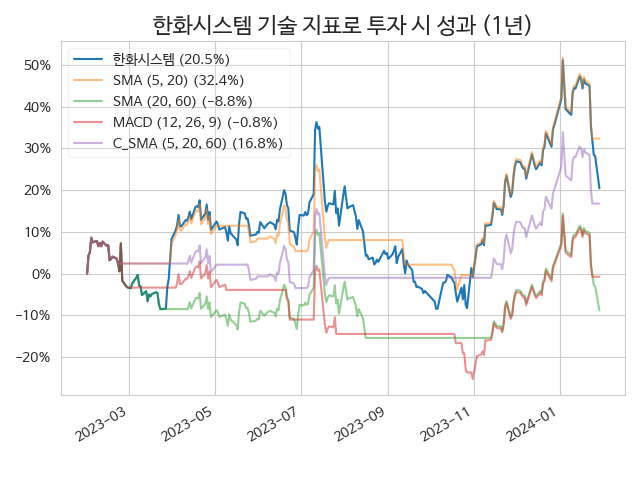 한화시스템 기술 지표로 투자 시 성과 (1년)
한화시스템 (20.5%)
SMA (5, 20) (32.4%)
SMA (20, 60) (−8.8%)
MACD (12, 26, 9) (−0.8%)
C_SMA (5, 20, 60) (16.8%)
50%
40%
30%
20%
10%
0%
−10%
−20%
2023−03
2023−05
2023−07
2023−09
2023−11
2024−01